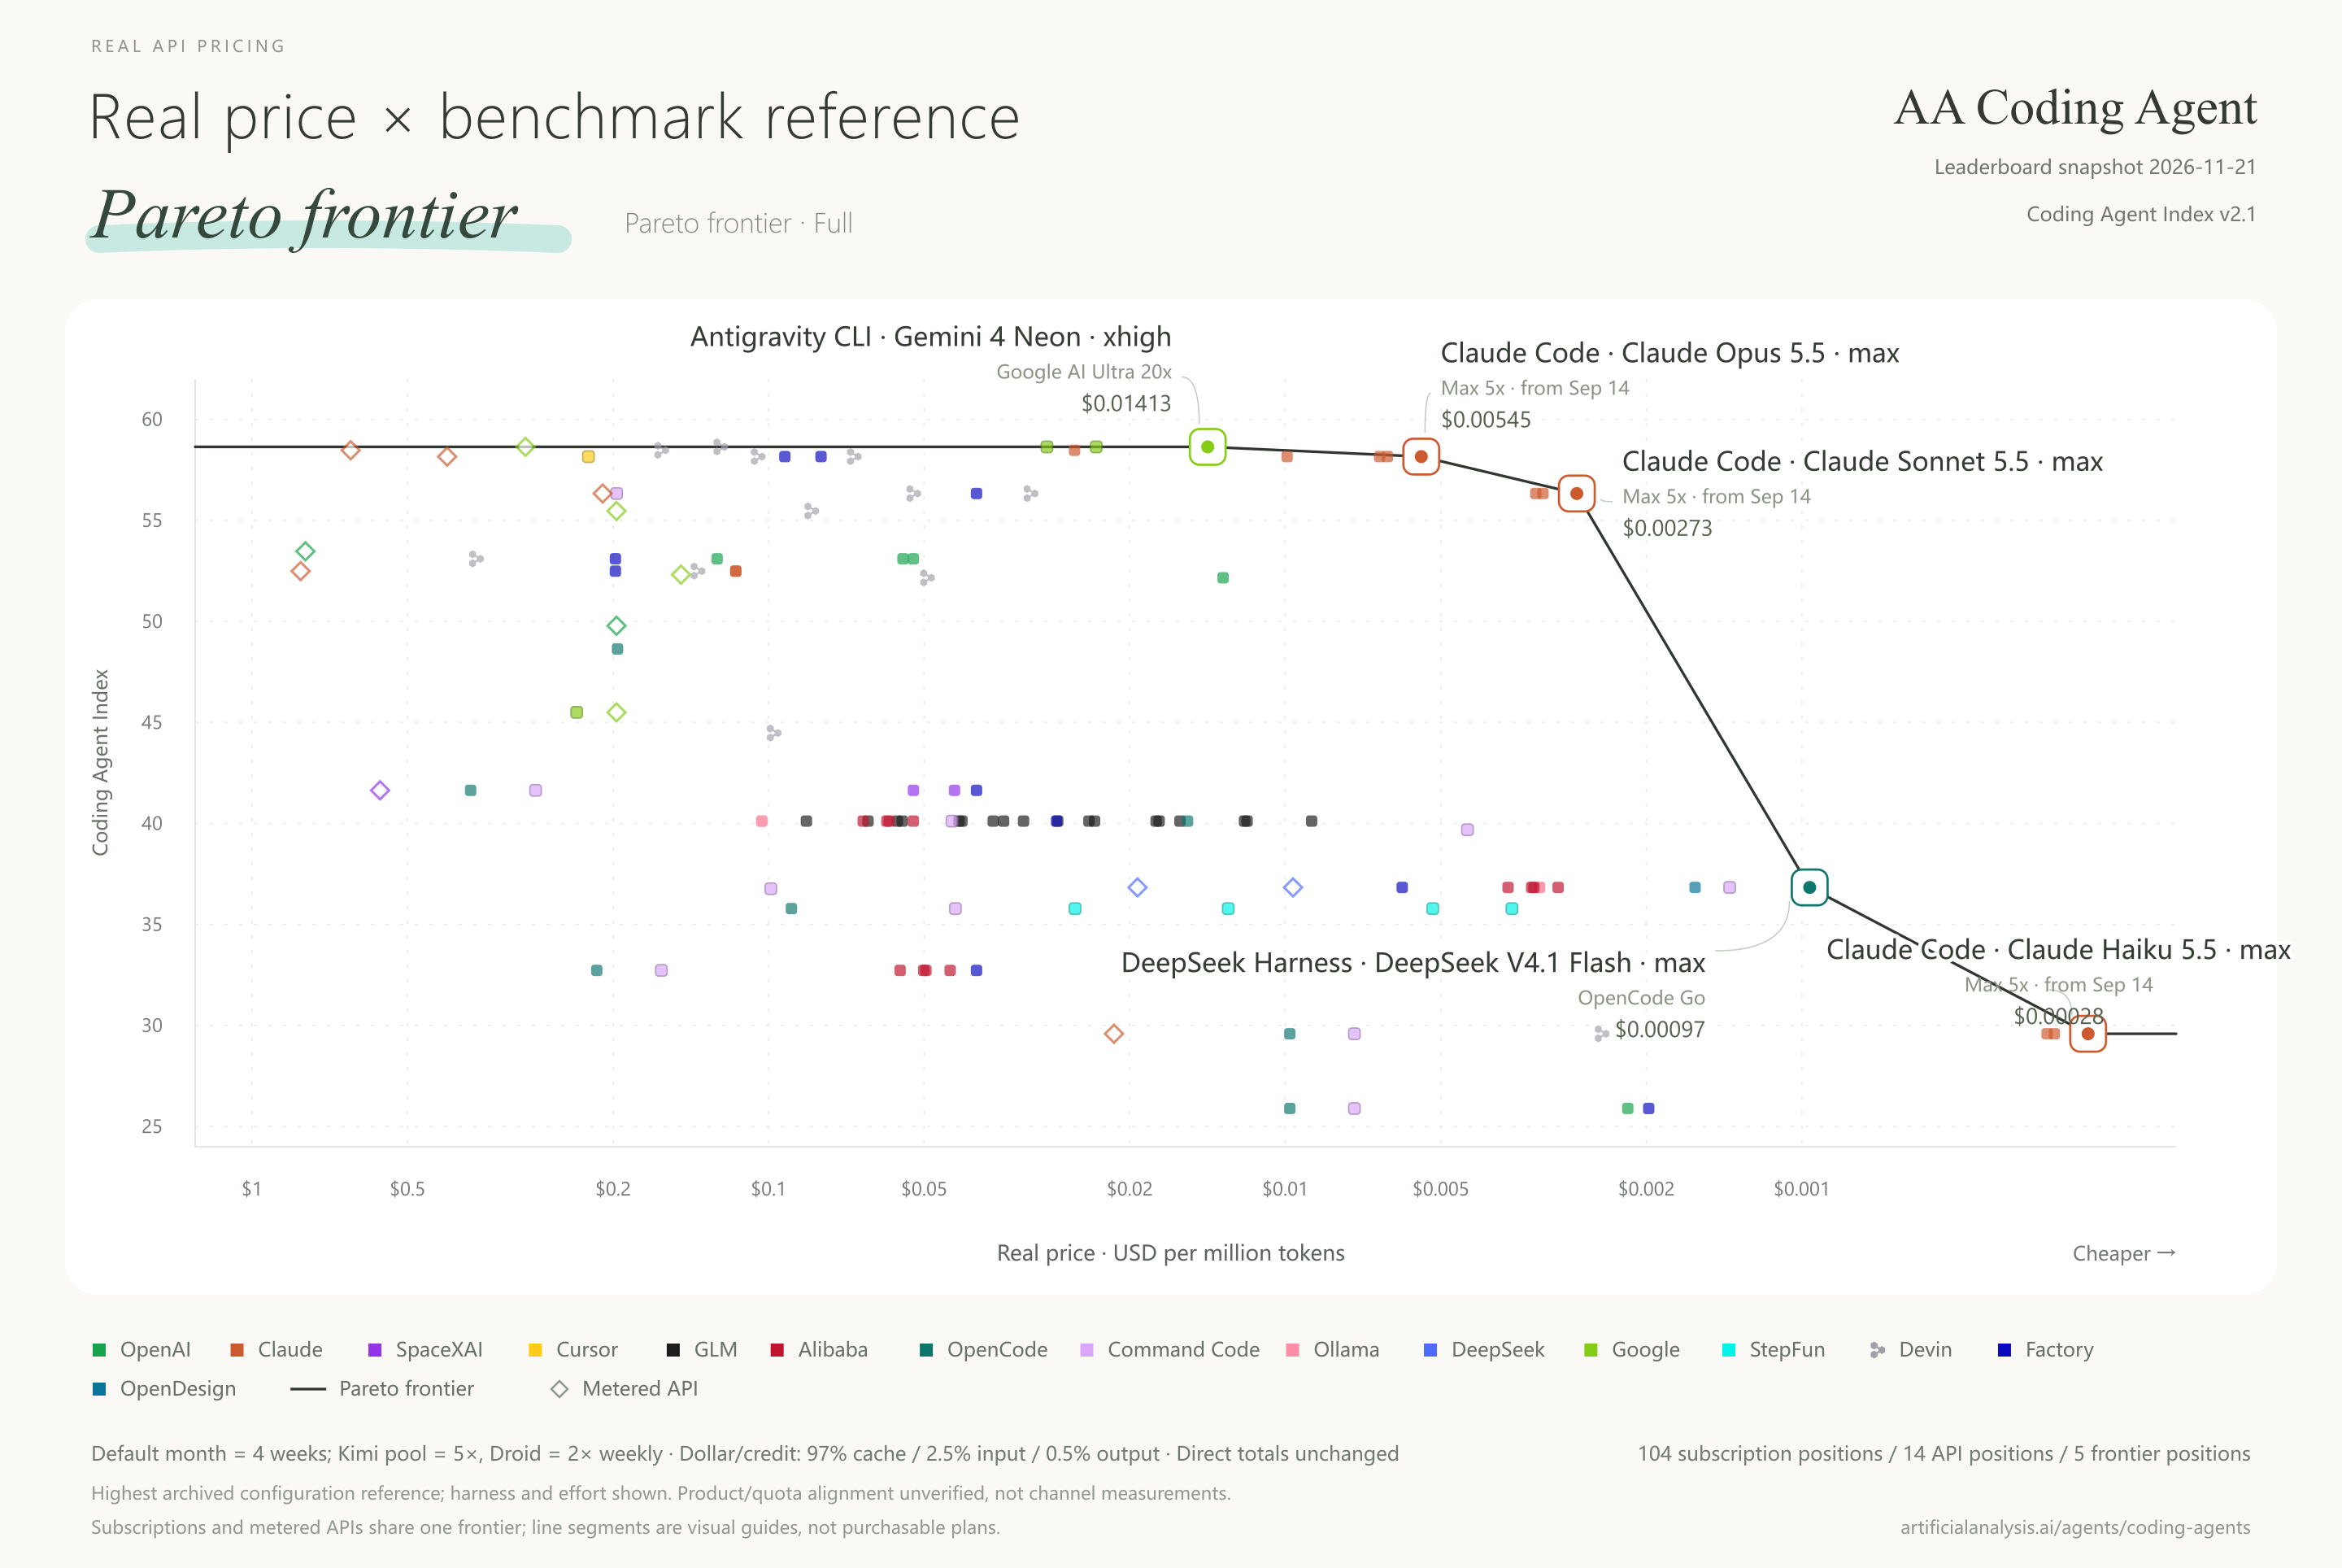 REAL API PRICING
Real price × benchmark reference
Pareto frontier
Pareto frontier · Full
AA Coding Agent
Leaderboard snapshot 2026-11-21
Coding Agent Index v2.1
Antigravity CLI · Gemini 4 Neon · xhigh
Google AI Ultra 20x
$0.01413
Claude Code · Claude Opus 5.5 · max
Max 5x · from Sep 14
$0.00545
Claude Code · Claude Sonnet 5.5 · max
Max 5x · from Sep 14
$0.00273
DeepSeek Harness · DeepSeek V4.1 Flash · max
OpenCode Go
$0.00097
Claude Code · Claude Haiku 5.5 · max
Max 5x · from Sep 14
$0.00028
Coding Agent Index
60
55
50
45
40
35
30
25
$1 $0.5 $0.2 $0.1 $0.05 $0.02 $0.01 $0.005 $0.002 $0.001
Real price · USD per million tokens
Cheaper →
OpenAI Claude SpaceXAI Cursor GLM Alibaba OpenCode Command Code Ollama DeepSeek Google StepFun Devin Factory
OpenDesign Pareto frontier Metered API
Default month = 4 weeks; Kimi pool = 5×, Droid = 2× weekly · Dollar/credit: 97% cache / 2.5% input / 0.5% output · Direct totals unchanged
104 subscription positions / 14 API positions / 5 frontier positions
Highest archived configuration reference; harness and effort shown. Product/quota alignment unverified, not channel measurements.
Subscriptions and metered APIs share one frontier; line segments are visual guides, not purchasable plans.
artificialanalysis.ai/agents/coding-agents